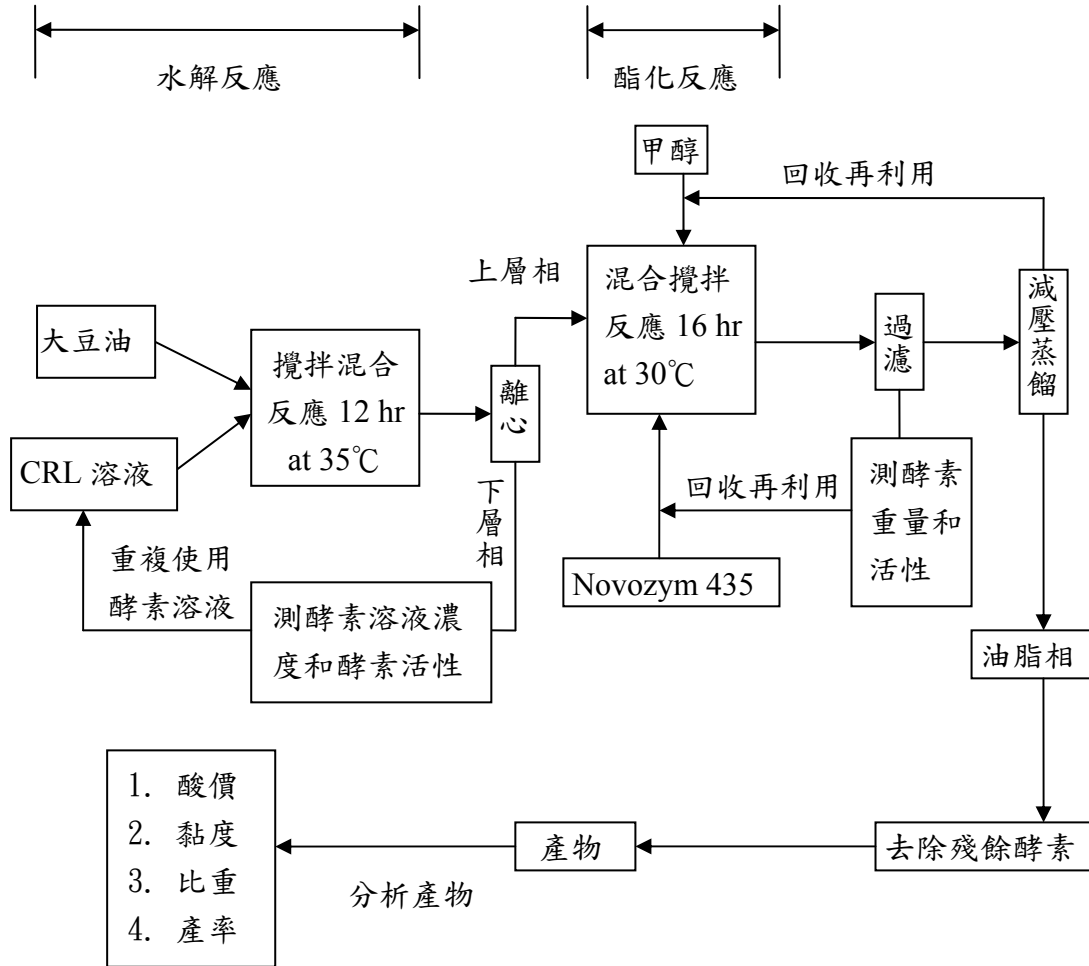 水解反應
酯化反應
甲醇
回收再利用
上層相
混合攪拌
反應 16 hr
at 30℃
過濾
減壓蒸餾
大豆油
攪拌混合
反應 12 hr
at 35℃
離心
CRL 溶液
下層相
回收再利用
測酵素
重量和
活性
重複使用
酵素溶液
測酵素溶液濃
度和酵素活性
Novozym 435
油脂相
1. 酸價
2. 黏度
3. 比重
4. 產率
分析產物
產物
去除殘餘酵素